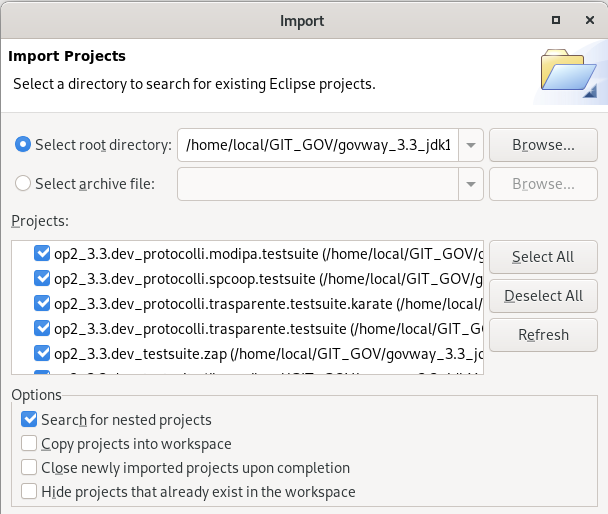 Import
Import Projects
Select a directory to search for existing Eclipse projects.
Select root directory: /home/local/GIT_GOV/govway_3.3_jdk1 Browse...
Select archive file: Browse...
Projects:
op2_3.3.dev_protocolli.modipa.testsuite (/home/local/GIT_GOV/g
op2_3.3.dev_protocolli.spcoop.testsuite (/home/local/GIT_GOV/g
op2_3.3.dev_protocolli.trasparente.testsuite.karate (/home/local/
op2_3.3.dev_protocolli.trasparente.testsuite (/home/local/GIT_G
op2_3.3.dev_testsuite.zap (/home/local/GIT_GOV/govway_3.3_jd
Select All
Deselect All
Refresh
Options
Search for nested projects
Copy projects into workspace
Close newly imported projects upon completion
Hide projects that already exist in the workspace